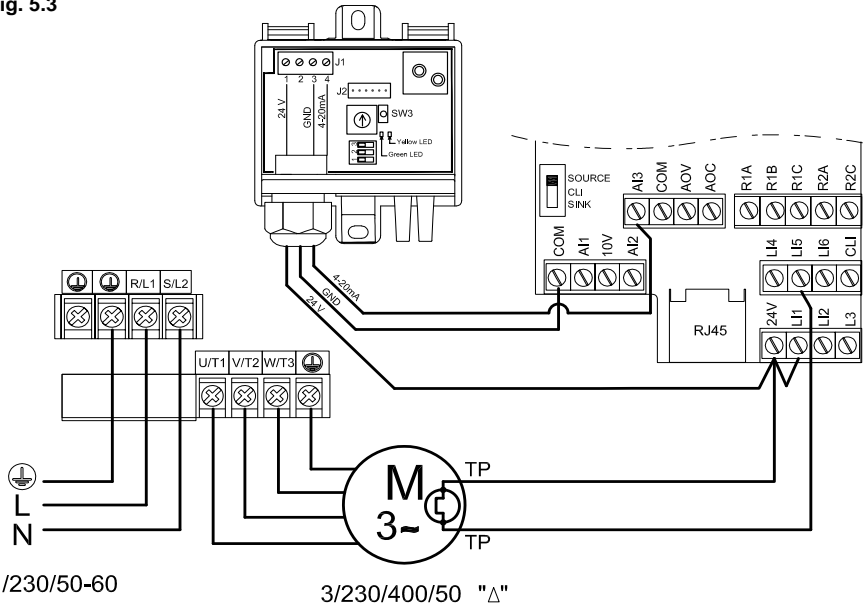 ig. 5.3
J1
1 2 3 4
24 V
GND
4-20mA
J2
SW3
Yellow LED
Green LED
1 2 3
SOURCE
CLI
SINK
AI3 COM AOV AOC
R1A R1B R1C R2A R2C
COM AI1 10V AI2
LI4 LI5 LI6 CLI
24V LI1 LI2 L3
RJ45
4-20mA
GND
24 V
R/L1 S/L2
U/T1 V/T2 W/T3
L
N
M
3~
TP
TP
/230/50-60
3/230/400/50 "Δ"